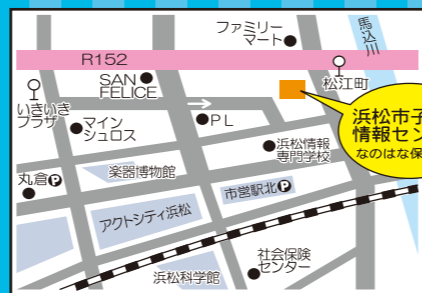 ファミリー
マート
馬込川
R152
SAN
FELICE
松江町
いきいき
プラザ
マイン
シュロス
PL
浜松市子
情報セン
なのはな保
浜松情報
専門学校
楽器博物館
丸倉P
市営駅北P
アクトシティ浜松
社会保険
センター
浜松科学館